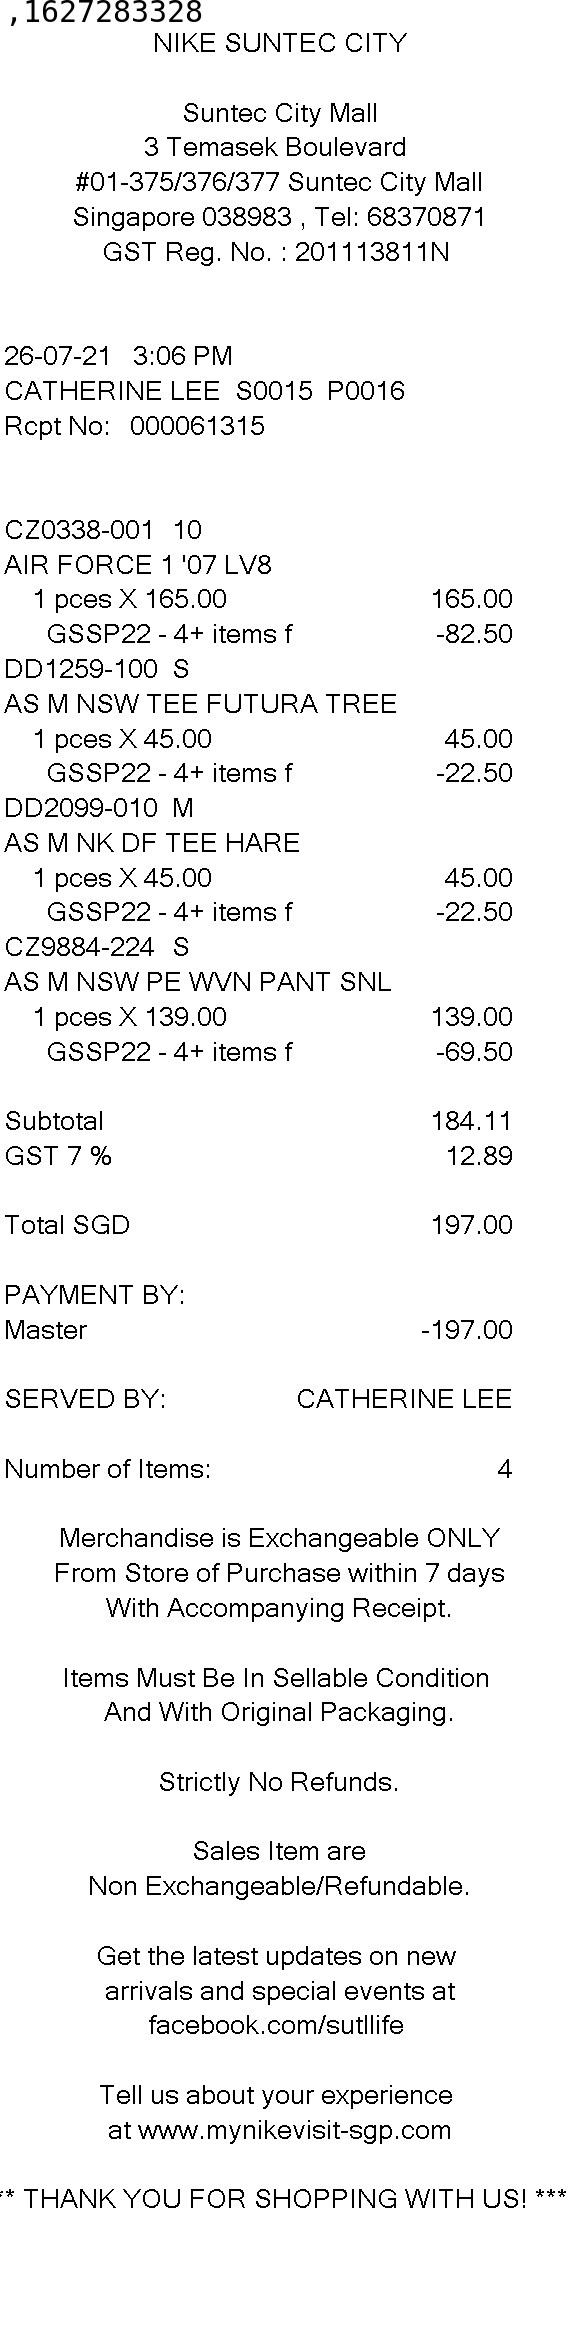 ,1627283328
NIKE SUNTEC CITY
Suntec City Mall
3 Temasek Boulevard
#01-375/376/377 Suntec City Mall
Singapore 038983 , Tel: 68370871
GST Reg. No. : 201113811N
26-07-21 3:06 PM
CATHERINE LEE S0015 P0016
Rcpt No: 000061315
CZ0338-001 10
AIR FORCE 1 '07 LV8
1 pces X 165.00 165.00
GSSP22 - 4+ items f -82.50
DD1259-100 S
AS M NSW TEE FUTURA TREE
1 pces X 45.00 45.00
GSSP22 - 4+ items f -22.50
DD2099-010 M
AS M NK DF TEE HARE
1 pces X 45.00 45.00
GSSP22 - 4+ items f -22.50
CZ9884-224 S
AS M NSW PE WVN PANT SNL
1 pces X 139.00 139.00
GSSP22 - 4+ items f -69.50
Subtotal 184.11
GST 7 % 12.89
Total SGD 197.00
PAYMENT BY:
Master -197.00
SERVED BY: CATHERINE LEE
Number of Items: 4
Merchandise is Exchangeable ONLY
From Store of Purchase within 7 days
With Accompanying Receipt.
Items Must Be In Sellable Condition
And With Original Packaging.
Strictly No Refunds.
Sales Item are
Non Exchangeable/Refundable.
Get the latest updates on new
arrivals and special events at
facebook.com/sutllife
Tell us about your experience
at www.mynikevisit-sgp.com
** THANK YOU FOR SHOPPING WITH US! ***